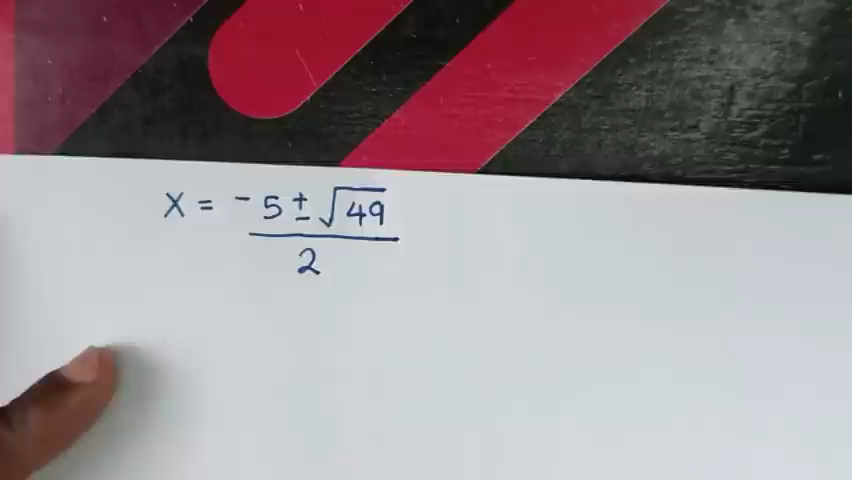 x = -5 ± √49
2